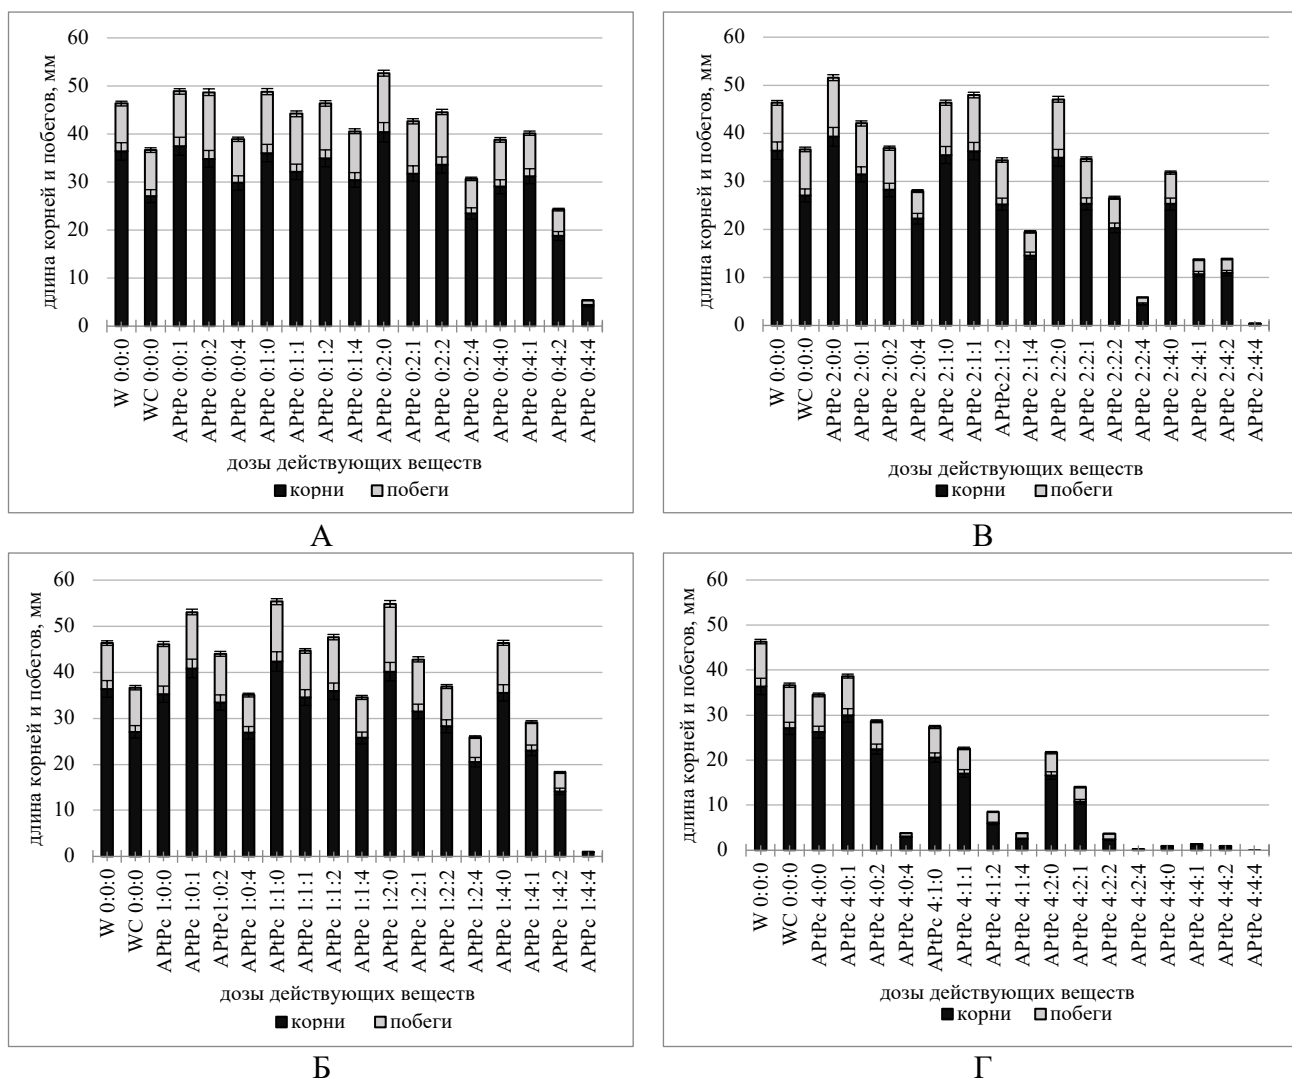 60
50
40
30
20
10
0
длина корней и побегов, мм
W 0:0:0
WC 0:0:0
APtPc 0:0:1
APtPc 0:0:2
APtPc 0:0:4
APtPc 0:1:0
APtPc 0:1:1
APtPc 0:1:2
APtPc 0:1:4
APtPc 0:2:0
APtPc 0:2:1
APtPc 0:2:2
APtPc 0:2:4
APtPc 0:4:0
APtPc 0:4:1
APtPc 0:4:2
APtPc 0:4:4
дозы действующих веществ
корни побеги
А
60
50
40
30
20
10
0
длина корней и побегов, мм
W 0:0:0
WC 0:0:0
APtPc 2:0:0
APtPc 2:0:1
APtPc 2:0:2
APtPc 2:0:4
APtPc 2:1:0
APtPc 2:1:1
APtPc2:1:2
APtPc 2:1:4
APtPc 2:2:0
APtPc 2:2:1
APtPc 2:2:2
APtPc 2:2:4
APtPc 2:4:0
APtPc 2:4:1
APtPc 2:4:2
APtPc 2:4:4
дозы действующих веществ
корни побеги
В
60
50
40
30
20
10
0
длина корней и побегов, мм
W 0:0:0
WC 0:0:0
APtPc 1:0:0
APtPc 1:0:1
APtPc1:0:2
APtPc 1:0:4
APtPc 1:1:0
APtPc 1:1:1
APtPc 1:1:2
APtPc 1:1:4
APtPc 1:2:0
APtPc 1:2:1
APtPc 1:2:2
APtPc 1:2:4
APtPc 1:4:0
APtPc 1:4:1
APtPc 1:4:2
APtPc 1:4:4
дозы действующих веществ
корни побеги
Б
60
50
40
30
20
10
0
длина корней и побегов, мм
W 0:0:0
WC 0:0:0
APtPc 4:0:0
APtPc 4:0:1
APtPc 4:0:2
APtPc 4:0:4
APtPc 4:1:0
APtPc 4:1:1
APtPc 4:1:2
APtPc 4:1:4
APtPc 4:2:0
APtPc 4:2:1
APtPc 4:2:2
APtPc 4:2:4
APtPc 4:4:0
APtPc 4:4:1
APtPc 4:4:2
APtPc 4:4:4
дозы действующих веществ
корни побеги
Г